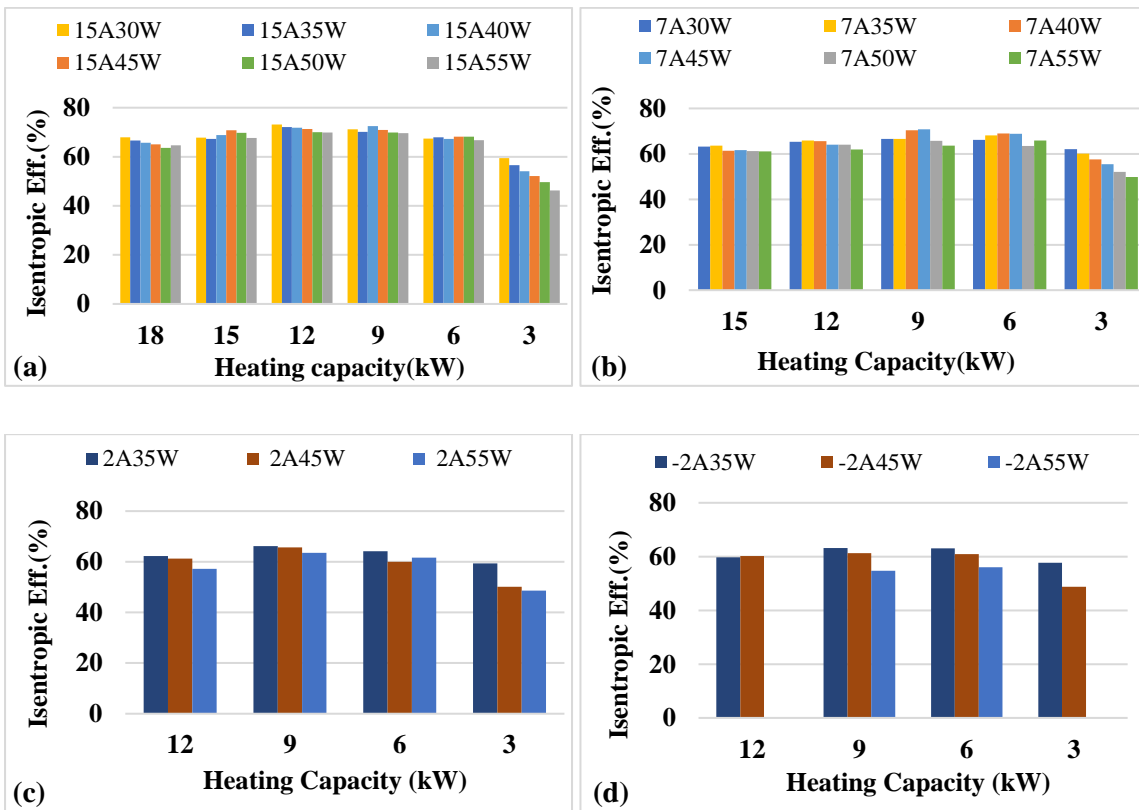 15A30W 15A35W 15A40W
15A45W 15A50W 15A55W
Isentropic Eff.(%)
80
60
40
20
0
18 15 12 9 6 3
Heating capacity(kW)
(a)
7A30W 7A35W 7A40W
7A45W 7A50W 7A55W
Isentropic Eff.(%)
80
60
40
20
0
15 12 9 6 3
Heating Capacity(kW)
(b)
2A35W 2A45W 2A55W
Isentropic Eff.(%)
80
60
40
20
0
12 9 6 3
Heating Capacity (kW)
(c)
-2A35W -2A45W -2A55W
Isentropic Eff.(%)
80
60
40
20
0
12 9 6 3
Heating Capacity (kW)
(d)